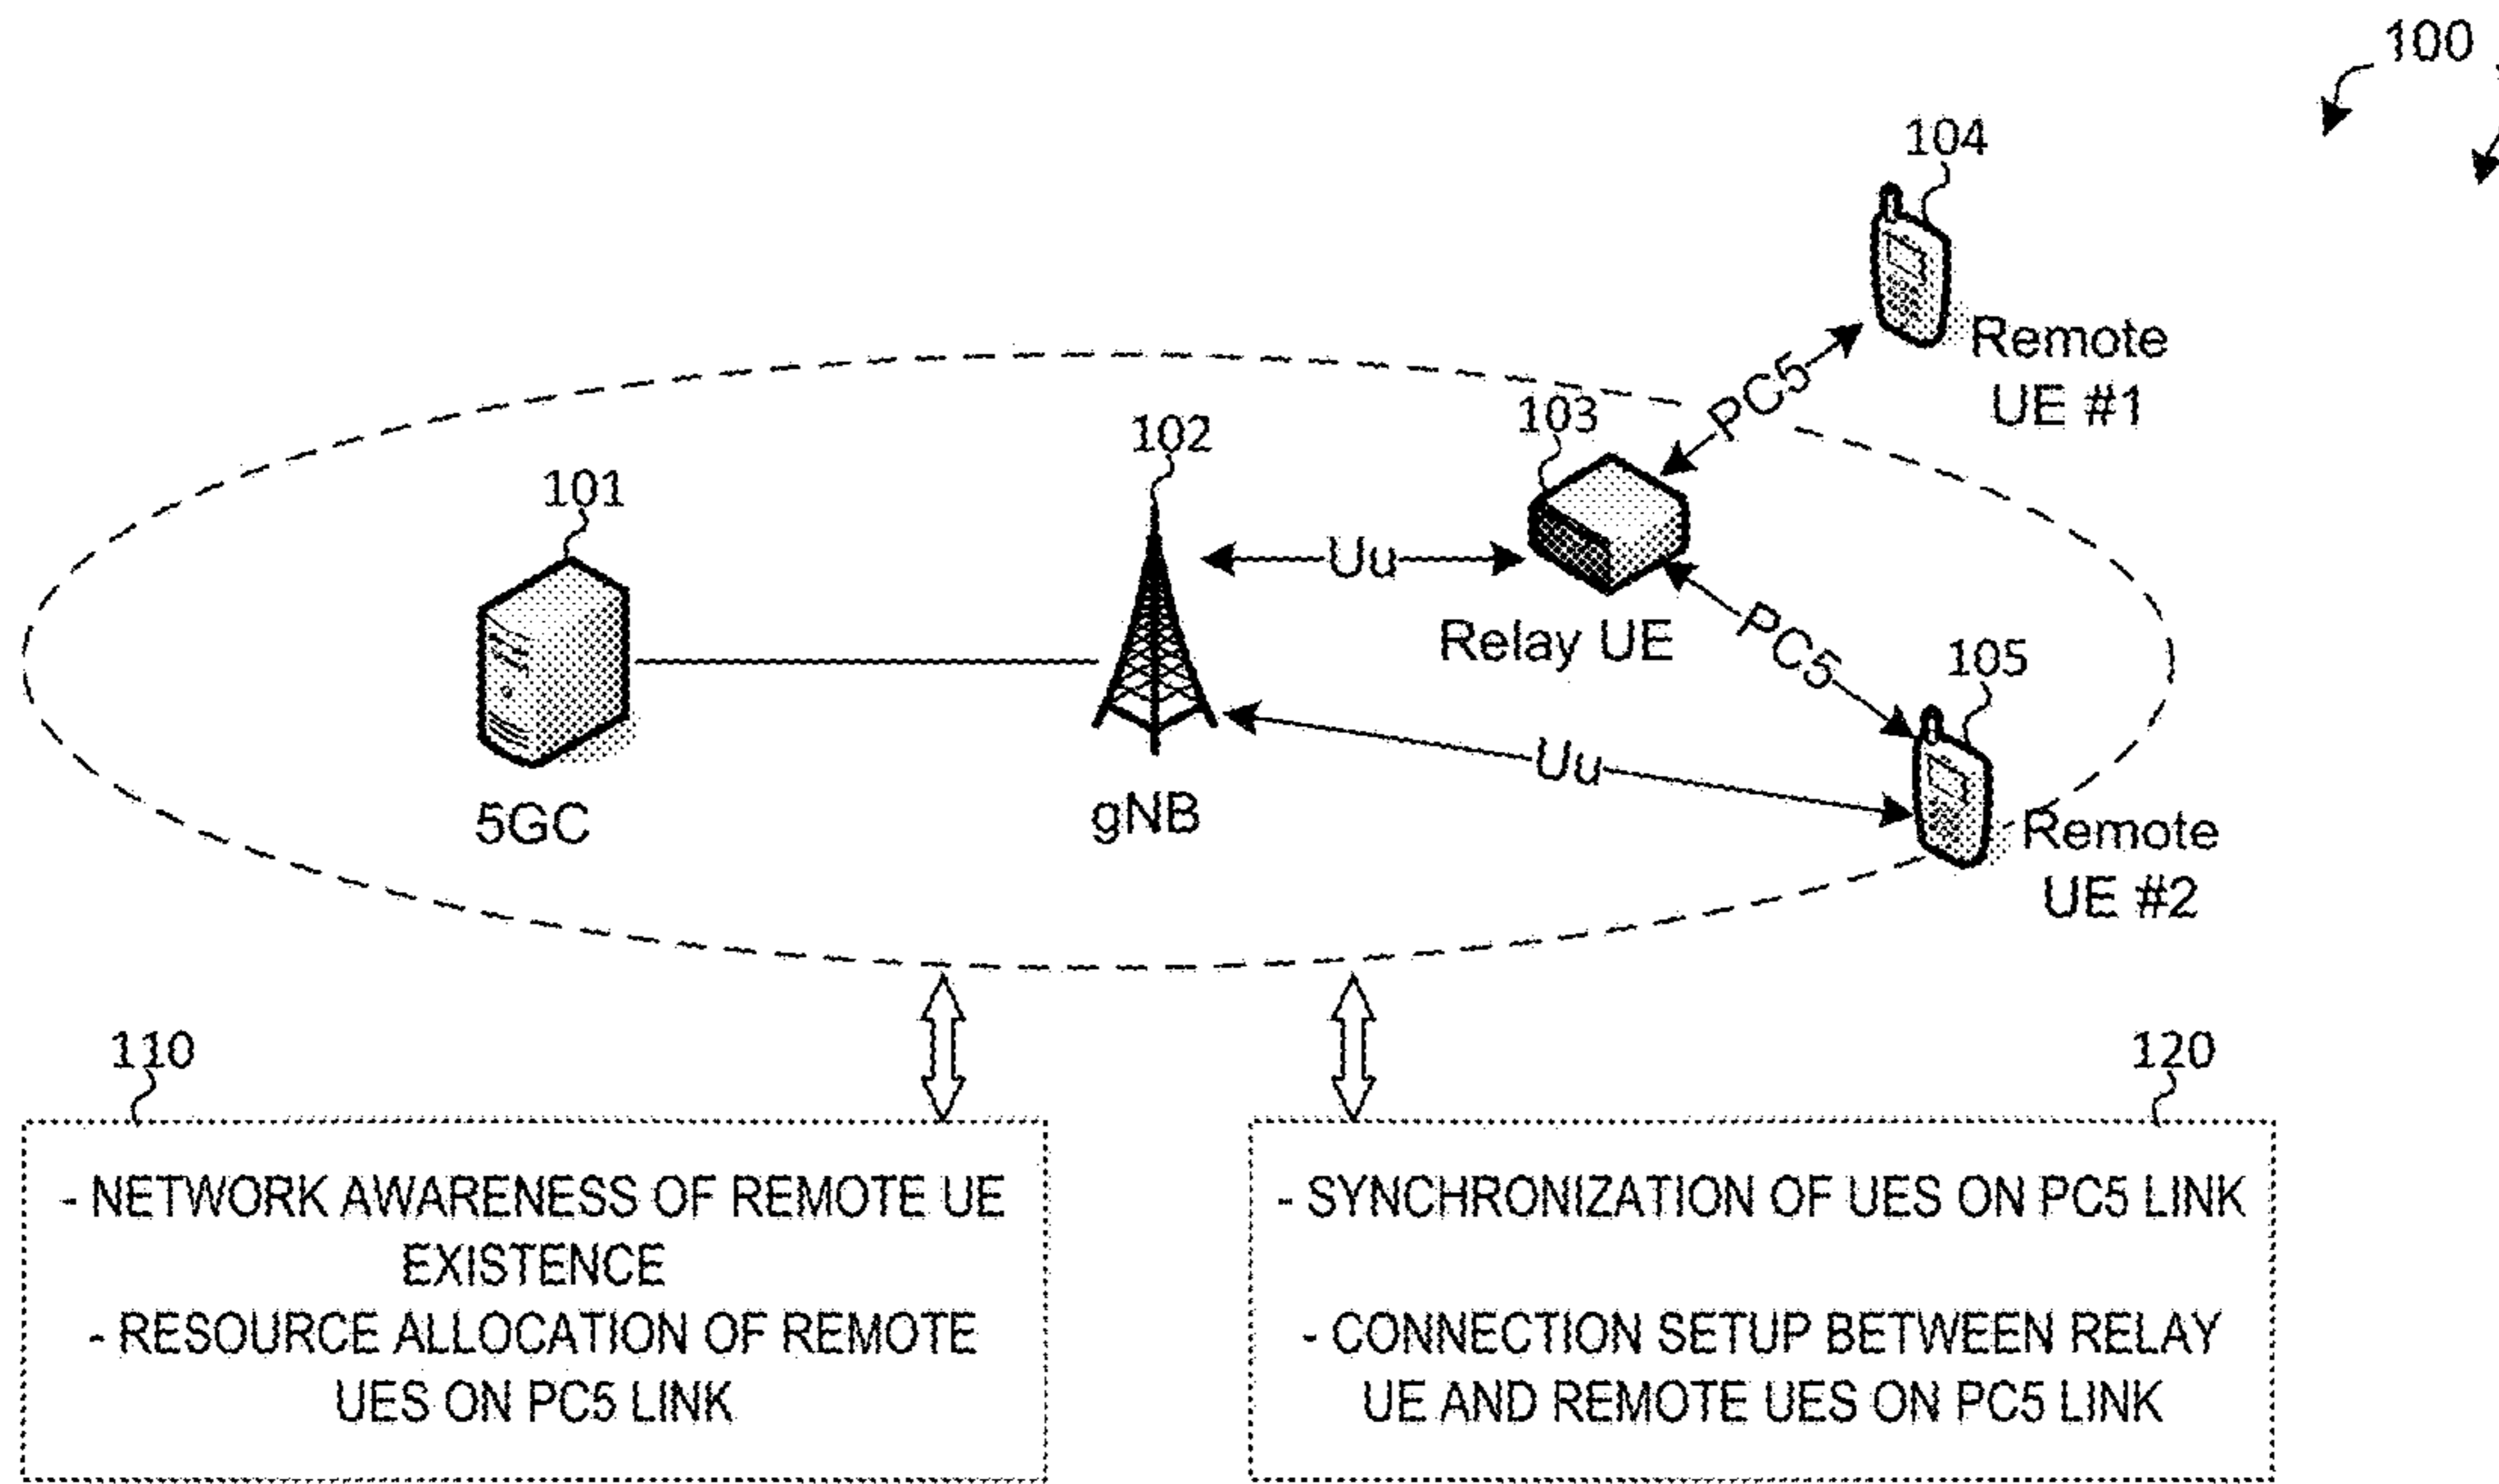 100
104
Remote
UE #1
PC5
103
102
101
Uu
Relay UE
PC5
105
Uu
Remote
UE #2
5GC
gNB
110
120
- NETWORK AWARENESS OF REMOTE UE
EXISTENCE
- RESOURCE ALLOCATION OF REMOTE
UES ON PC5 LINK
- SYNCHRONIZATION OF UES ON PC5 LINK
- CONNECTION SETUP BETWEEN RELAY
UE AND REMOTE UES ON PC5 LINK